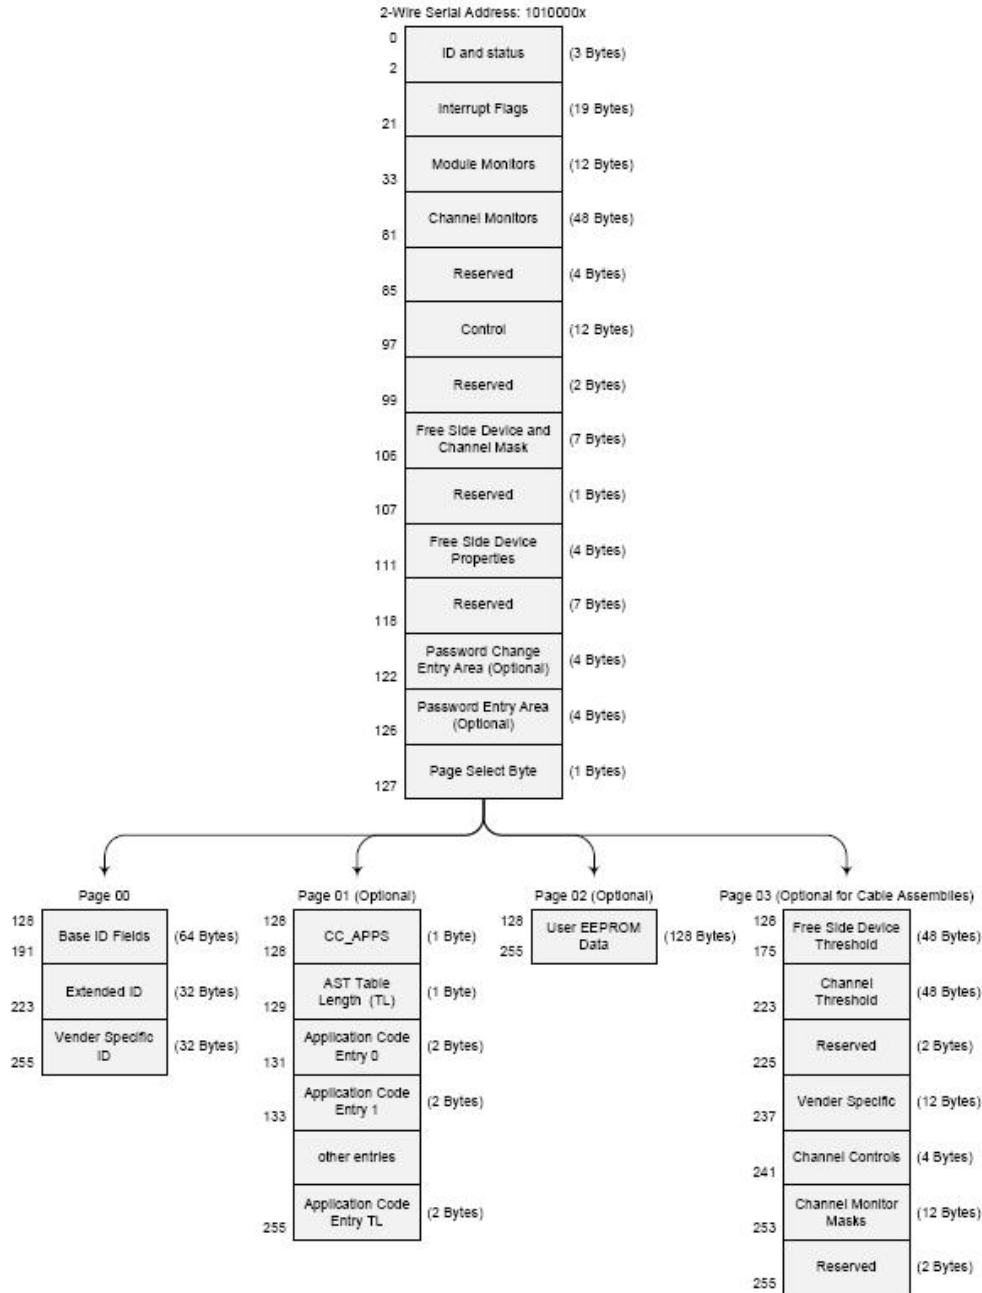 2-Wire Serial Address: 1010000x
0
ID and status
(3 Bytes)
2
Interrupt Flags
(19 Bytes)
21
Module Monitors
(12 Bytes)
33
Channel Monitors
(48 Bytes)
81
Reserved
(4 Bytes)
85
Control
(12 Bytes)
97
Reserved
(2 Bytes)
99
Free Side Device and
Channel Mask
(7 Bytes)
106
Reserved
(1 Bytes)
107
Free Side Device
Properties
(4 Bytes)
111
Reserved
(7 Bytes)
118
Password Change
Entry Area (Optional)
(4 Bytes)
122
Password Entry Area
(Optional)
(4 Bytes)
126
Page Select Byte
(1 Bytes)
127
Page 00
128
Base ID Fields
(64 Bytes)
191
Extended ID
(32 Bytes)
223
Vender Specific
ID
(32 Bytes)
255
Page 01 (Optional)
128
CC_APPS
(1 Byte)
128
AST Table
Length (TL)
(1 Byte)
129
Application Code
Entry 0
(2 Bytes)
131
Application Code
Entry 1
(2 Bytes)
133
other entries
Application Code
Entry TL
(2 Bytes)
255
Page 02 (Optional)
128
User EEPROM
Data
(128 Bytes)
255
Page 03 (Optional for Cable Assemblies)
128
Free Side Device
Threshold
(48 Bytes)
175
Channel
Threshold
(48 Bytes)
223
Reserved
(2 Bytes)
225
Vender Specific
(12 Bytes)
237
Channel Controls
(4 Bytes)
241
Channel Monitor
Masks
(12 Bytes)
253
Reserved
(2 Bytes)
255